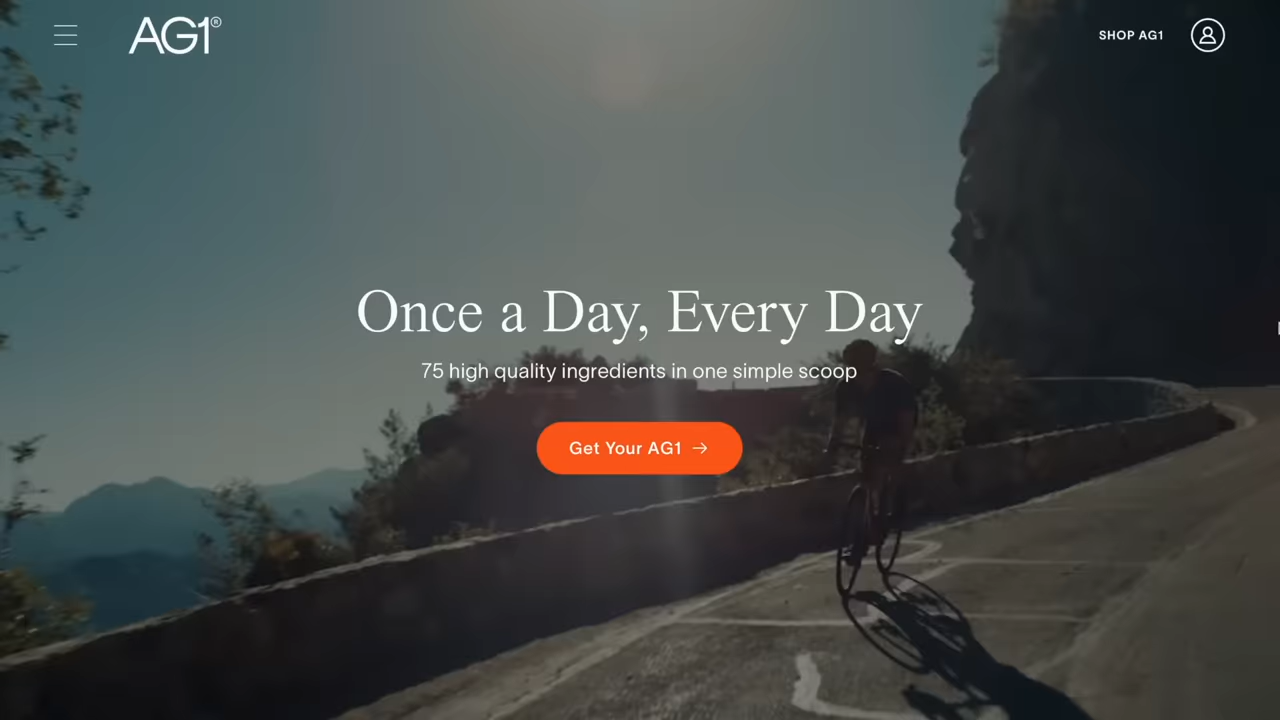 AG1®
SHOP AG1
Once a Day, Every Day
75 high quality ingredients in one simple scoop
Get Your AG1 →